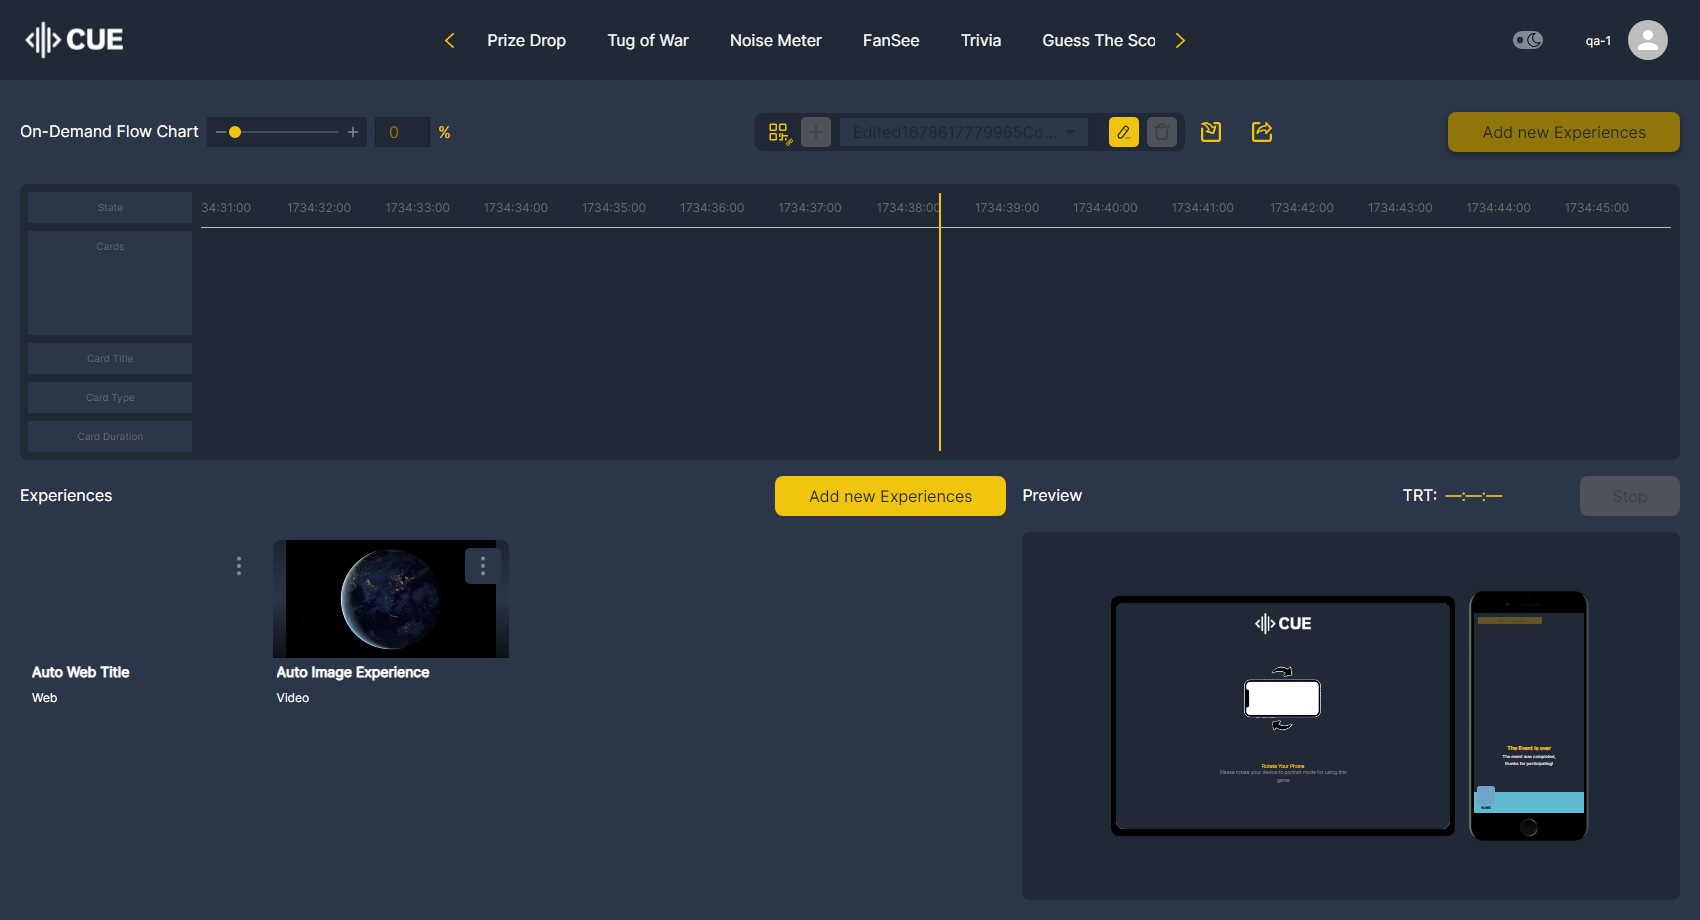 CUE
Prize Drop
Tug of War
Noise Meter
FanSee
Trivia
Guess The Sco
qa-1
On-Demand Flow Chart
0
%
Edited1678617779965Co...
Add new Experiences
State
34:31:00
1734:32:00
1734:33:00
1734:34:00
1734:35:00
1734:36:00
1734:37:00
1734:38:00
1734:39:00
1734:40:00
1734:41:00
1734:42:00
1734:43:00
1734:44:00
1734:45:00
Cards
Card Title
Card Type
Card Duration
Experiences
Add new Experiences
Preview
TRT: —:—:—
Stop
Auto Web Title
Web
Auto Image Experience
Video
CUE
Rotate Your Phone
Please rotate your device to portrait mode for using this
game
The Event is over
The event was completed,
thanks for participating!
HOME